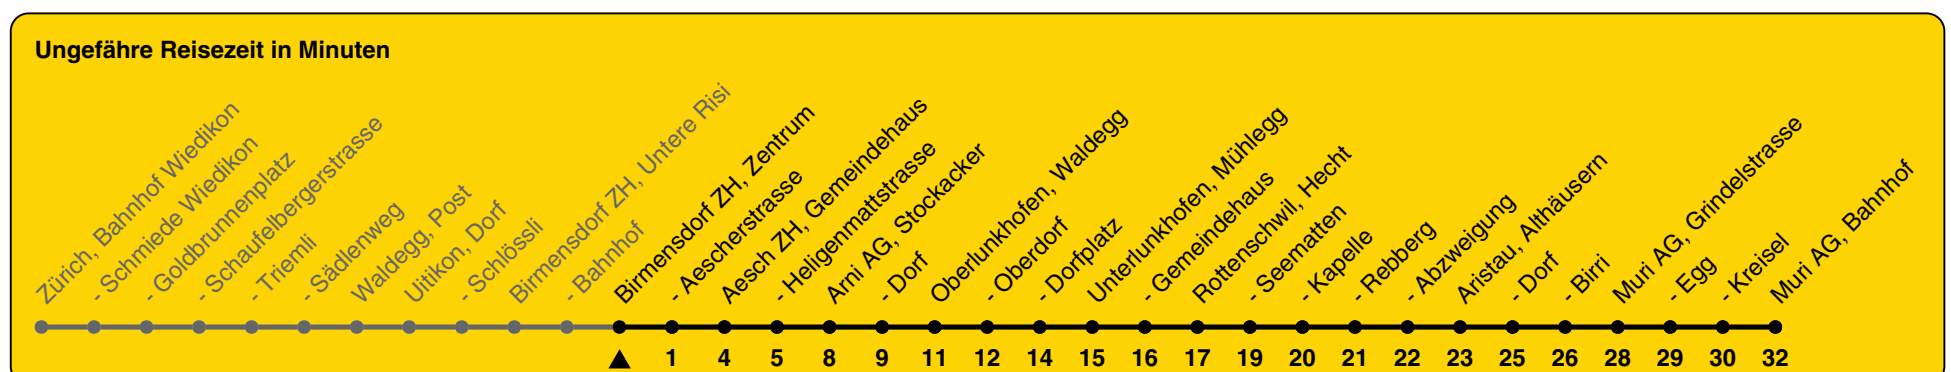 Ungefähre Reisezeit in Minuten
Zürich, Bahnhof Wiedikon
- Schmiede Wiedikon
- Goldbrunnenplatz
- Schaufelbergerstrasse
- Triemli
- Sädlenweg
Waldegg, Post
Uitikon, Dorf
- Schlössli
Birmensdorf ZH, Untere Risi
- Bahnhof
Birmensdorf ZH, Zentrum
- Aescherstrasse
Aesch ZH, Gemeindehaus
- Heligenmattstrasse
Arni AG, Stockacker
- Dorf
Oberlunkhofen, Waldegg
- Oberdorf
- Dorfplatz
Unterlunkhofen, Mühlegg
- Gemeindehaus
Rottenschwil, Hecht
- Seematten
- Kapelle
- Rebberg
- Abzweigung
Aristau, Althäusern
- Dorf
- Birri
Muri AG, Grindelstrasse
- Egg
- Kreisel
Muri AG, Bahnhof
1 4 5 8 9 11 12 14 15 16 17 19 20 21 22 23 25 26 28 29 30 32